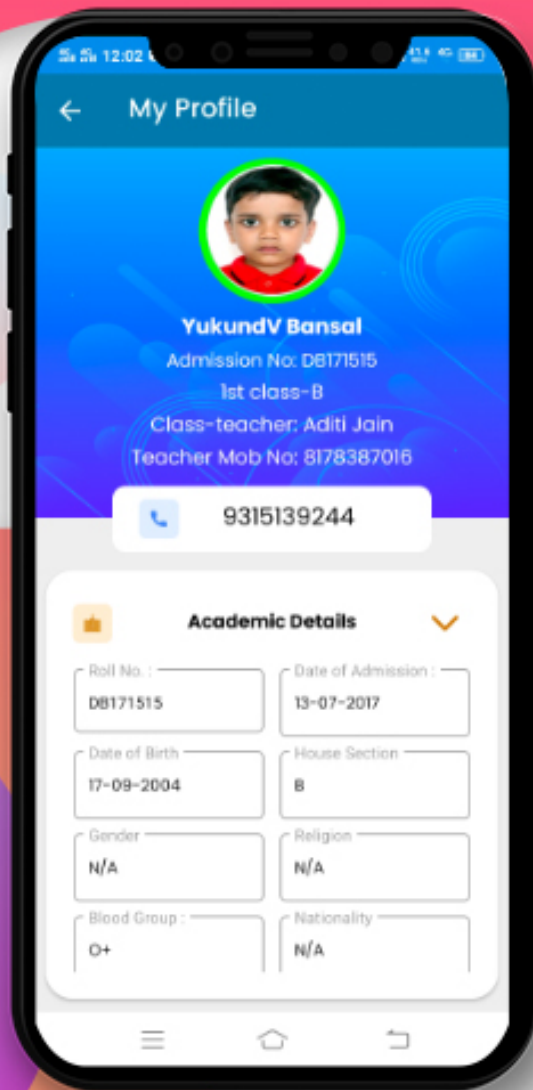 12:02
My Profile
YukundV Bansal
Admission No: DB171515
1st class-B
Class-teacher: Aditi Jain
Teacher Mob No: 8178387016
9315139244
Academic Details
Roll No. :
Date of Admission :
DB171515
13-07-2017
Date of Birth
House Section
17-09-2004
B
Gender
Religion
N/A
N/A
Blood Group :
Nationality
O+
N/A